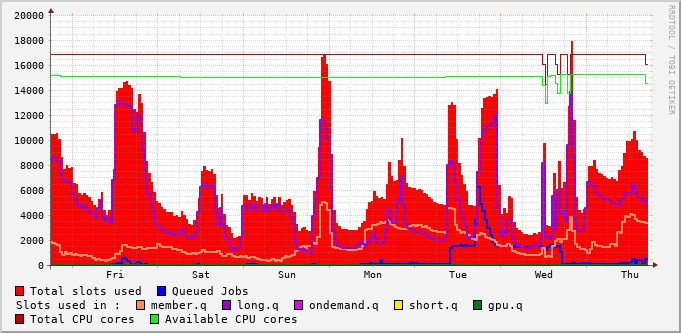 RRDTOOL / TOBI OETIKER
20000
18000
16000
14000
12000
10000
8000
6000
4000
2000
0
Fri Sat Sun Mon Tue Wed Thu
Total slots used Queued Jobs
Slots used in : member.q long.q ondemand.q short.q gpu.q
Total CPU cores Available CPU cores